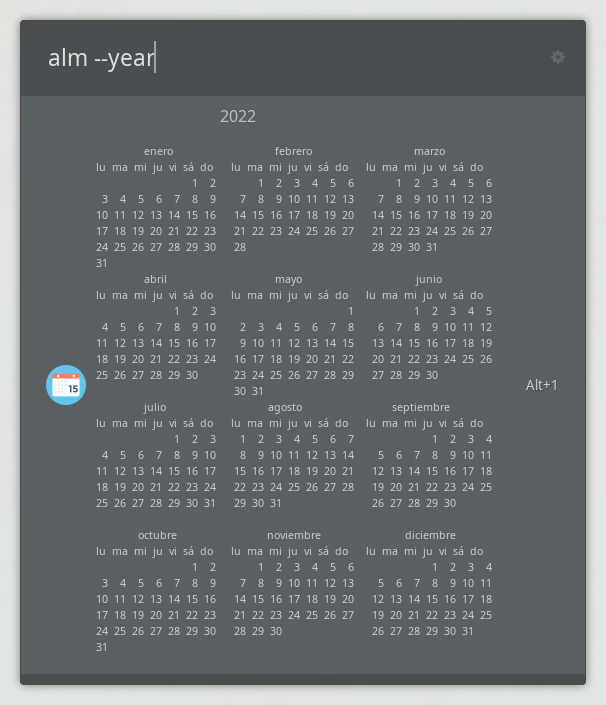 alm --year
2022
enero febrero marzo
lu ma mi ju vi sá do lu ma mi ju vi sá do lu ma mi ju vi sá do
1 2 1 2 3 4 5 6 1 2 3 4 5 6
3 4 5 6 7 8 9 7 8 9 10 11 12 13 7 8 9 10 11 12 13
10 11 12 13 14 15 16 14 15 16 17 18 19 20 14 15 16 17 18 19 20
17 18 19 20 21 22 23 21 22 23 24 25 26 27 21 22 23 24 25 26 27
24 25 26 27 28 29 30 28 28 29 30 31
31
abril mayo junio
lu ma mi ju vi sá do lu ma mi ju vi sá do lu ma mi ju vi sá do
1 2 3 1 1 2 3 4 5
4 5 6 7 8 9 10 2 3 4 5 6 7 8 6 7 8 9 10 11 12
11 12 13 14 15 16 17 9 10 11 12 13 14 15 13 14 15 16 17 18 19
18 19 20 21 22 23 24 16 17 18 19 20 21 22 20 21 22 23 24 25 26
25 26 27 28 29 30 23 24 25 26 27 28 29 27 28 29 30
15
Alt+1
30 31
julio agosto septiembre
lu ma mi ju vi sá do lu ma mi ju vi sá do lu ma mi ju vi sá do
1 2 3 1 2 3 4 5 6 7 1 2 3 4
4 5 6 7 8 9 10 8 9 10 11 12 13 14 5 6 7 8 9 10 11
11 12 13 14 15 16 17 15 16 17 18 19 20 21 12 13 14 15 16 17 18
18 19 20 21 22 23 24 22 23 24 25 26 27 28 19 20 21 22 23 24 25
25 26 27 28 29 30 31 29 30 31 26 27 28 29 30
octubre noviembre diciembre
lu ma mi ju vi sá do lu ma mi ju vi sá do lu ma mi ju vi sá do
1 2 1 2 3 4 5 6 1 2 3 4
3 4 5 6 7 8 9 7 8 9 10 11 12 13 5 6 7 8 9 10 11
10 11 12 13 14 15 16 14 15 16 17 18 19 20 12 13 14 15 16 17 18
17 18 19 20 21 22 23 21 22 23 24 25 26 27 19 20 21 22 23 24 25
24 25 26 27 28 29 30 28 29 30 26 27 28 29 30 31
31